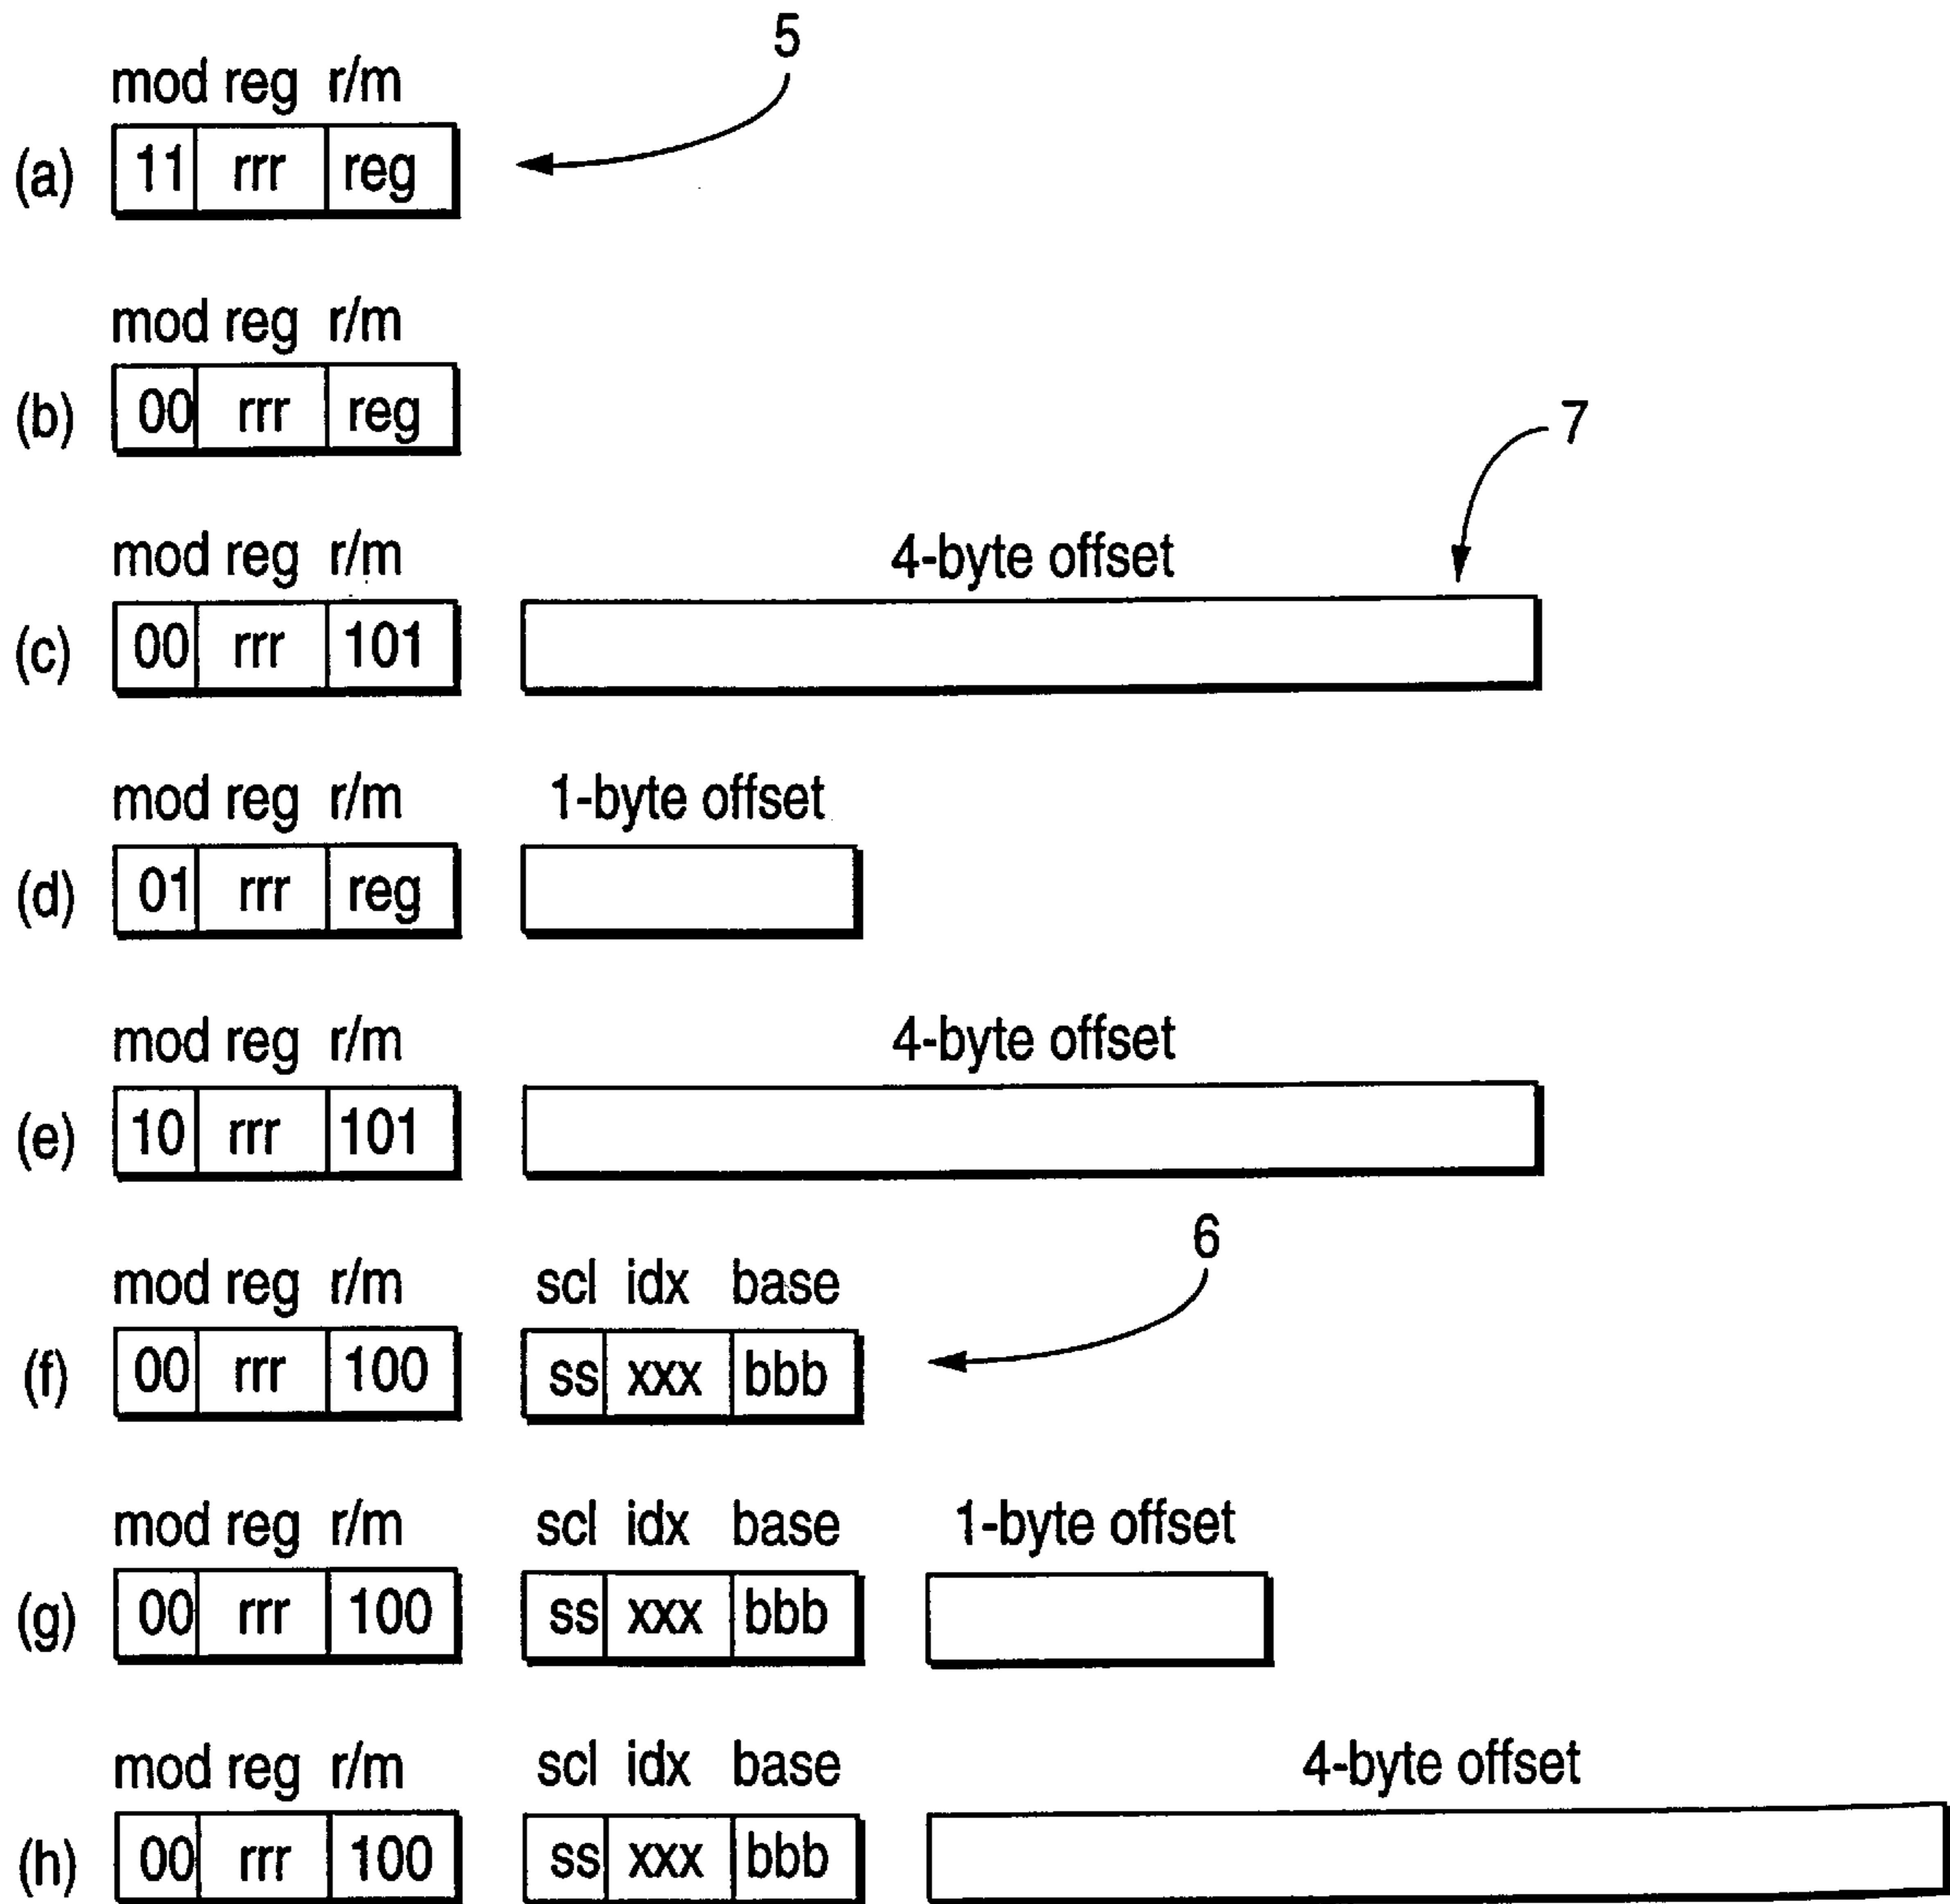 5
mod reg r/m
(a) 11 rrr reg
mod reg r/m
(b) 00 rrr reg
7
mod reg r/m 4-byte offset
(c) 00 rrr 101
mod reg r/m 1-byte offset
(d) 01 rrr reg
mod reg r/m 4-byte offset
(e) 10 rrr 101
6
mod reg r/m scl idx base
(f) 00 rrr 100 ss xxx bbb
mod reg r/m scl idx base 1-byte offset
(g) 00 rrr 100 ss xxx bbb
mod reg r/m scl idx base 4-byte offset
(h) 00 rrr 100 ss xxx bbb